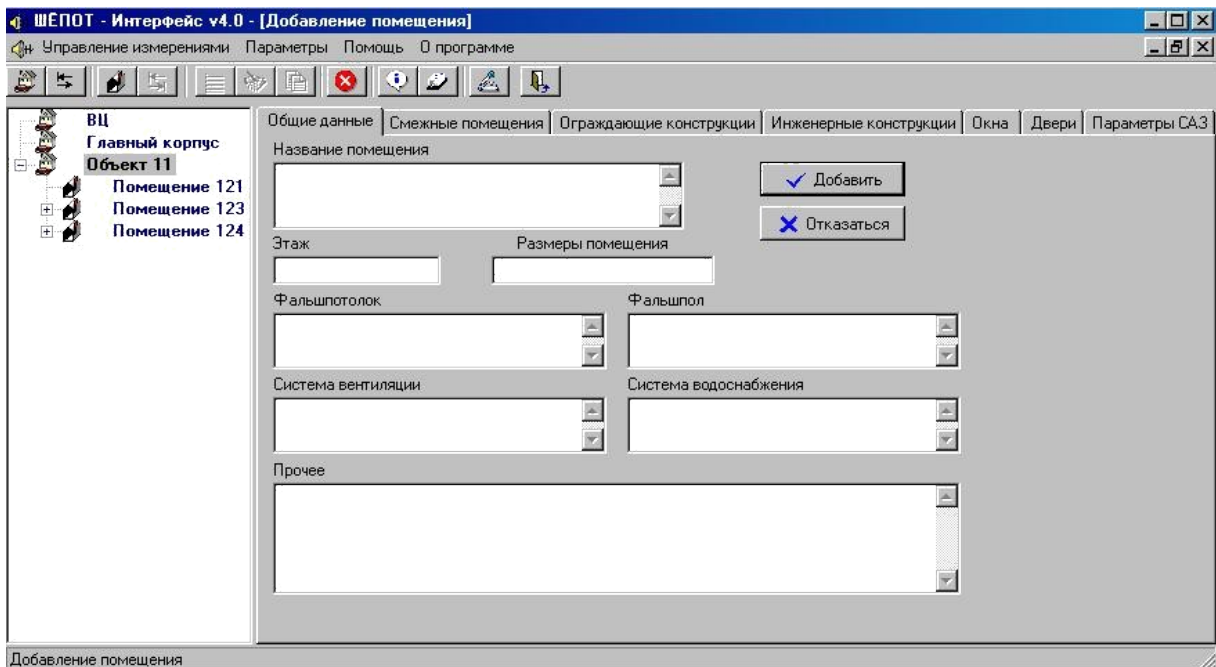 ШЁПОТ - Интерфейс v4.0 - [Добавление помещения]
Управление измерениями Параметры Помощь О программе
ВЦ
Главный корпус
Объект 11
Помещение 121
Помещение 123
Помещение 124
Общие данные Смежные помещения Ограждающие конструкции Инженерные конструкции Окна Двери Параметры САЗ
Название помещения
Добавить
Отказаться
Этаж Размеры помещения
Фальшпотолок Фальшпол
Система вентиляции Система водоснабжения
Прочее
Добавление помещения